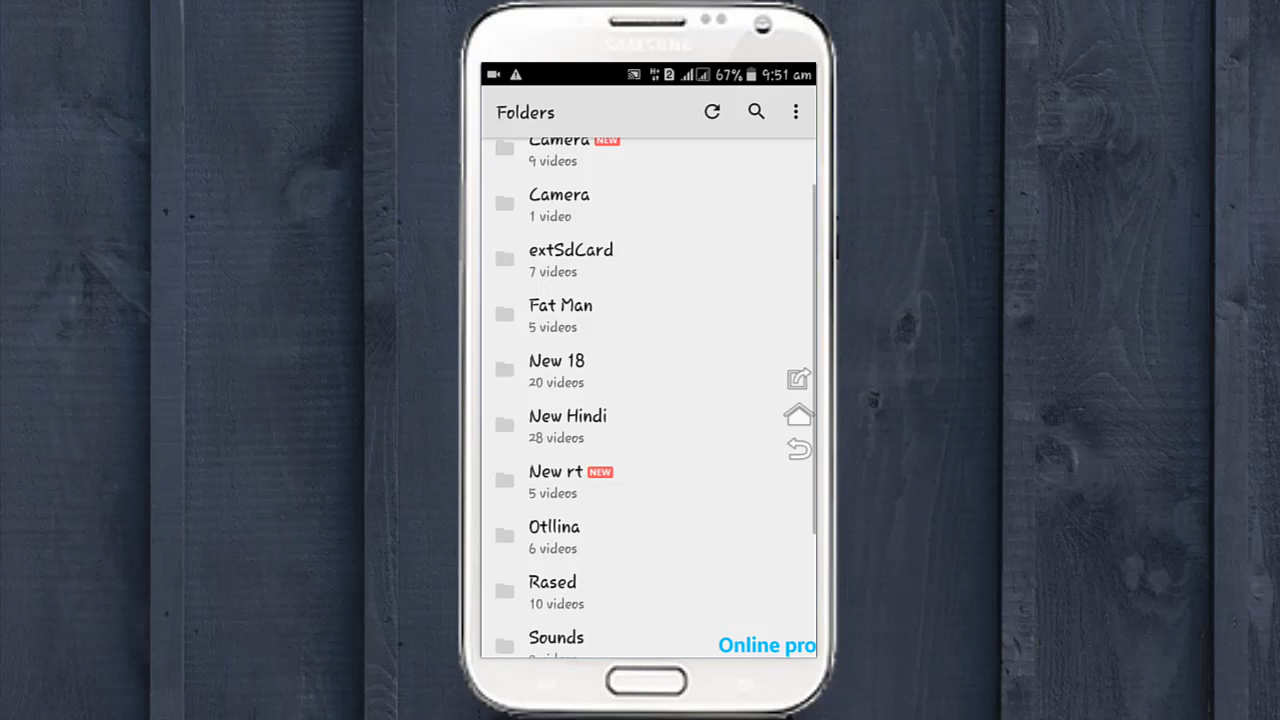 SAMSUNG
2 67% 9:51 am
Folders
Camera NEW
9 videos
Camera
1 video
extSdCard
7 videos
Fat Man
5 videos
New 18
20 videos
New Hindi
28 videos
New rt NEW
5 videos
Otllina
6 videos
Rased
10 videos
Sounds
Online pro